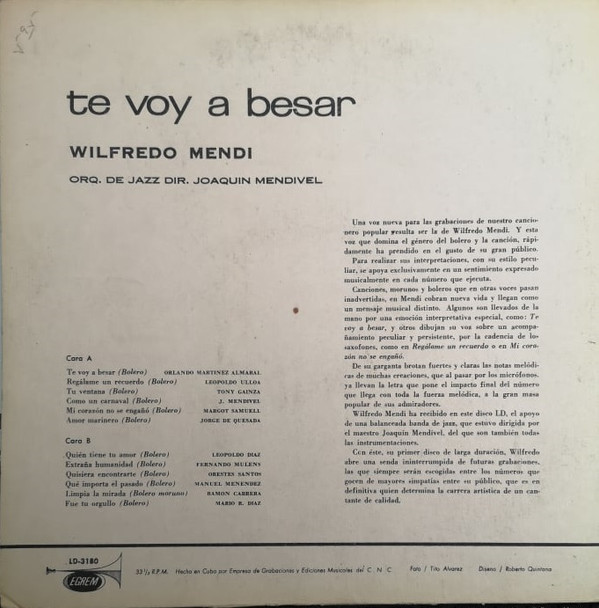 te voy a besar
WILFREDO MENDI
ORQ. DE JAZZ DIR. JOAQUIN MENDIVEL
Una voz nueva para las grabaciones de nuestro cancio-
nero popular resulta ser la de Wilfredo Mendi. Y esta
voz que domina el género del bolero y la canción, rápi-
damente ha prendido en el gusto de su gran público.
Para realizar sus interpretaciones, con su estilo pecu-
liar, se apoya exclusivamente en un sentimiento expresado
musicalmente en cada número que ejecuta.
Canciones, morunos y boleros que en otras voces pasan
inadvertidas, en Mendi cobran nueva vida y llegan como
un mensaje musical distinto. Algunos son llevados de la
mano por una emoción interpretativa especial, como: Te
voy a besar, y otros dibujan su voz sobre un acompa-
ñamiento peculiar y persistente, por la cadencia de lo-
saxofones, como en Regálame un recuerdo o en Mi cora-
zón no se engañó.
De su garganta brotan fuertes y claras las notas melódi-
cas de muchas creaciones, que al pasar por los micrófonos,
ya llevan la letra que pone el impacto final del número
que llega con toda la fuerza melódica, a la gran masa
popular de sus admiradores.
Wilfredo Mendi ha recibido en este disco LD, el apoyo
de una balanceada banda de jazz, que estuvo dirigida por
el maestro Joaquín Mendivel, del que son también todas
las instrumentaciones.
Con éste, su primer disco de larga duración, Wilfredo
abre una senda ininterrumpida de futuras grabaciones,
las que siempre serán escogidas entre los números que
gocen de mayores simpatías entre su público, que es en
definitiva quien determina la carrera artística de un can-
tante de calidad.
Cara A
Te voy a besar (Bolero) ORLANDO MARTINEZ ALMARAL
Regálame un recuerdo (Bolero) LEOPOLDO ULLOA
Tu ventana (Bolero) TONY GAINZA
Como un carnaval (Bolero) J. MENDIVEL
Mi corazón no se engañó (Bolero) MARGOT SAMUELL
Amor marinero (Bolero) JORGE DE QUESADA
Cara B
Quién tiene tu amor (Bolero) LEOPOLDO DIAZ
Extraña humanidad (Bolero) FERNANDO MULENS
Quisiera encontrarte (Bolero) ORESTES SANTOS
Qué importa el pasado (Bolero) MANUEL MENENDEZ
Limpia la mirada (Bolero moruno) RAMON CABRERA
Fue tu orgullo (Bolero) MARIO R. DIAZ
LD-3180
EGREM
33 1/3 R.P.M. Hecho en Cuba por Empresa de Grabaciones y Ediciones Musicales del C. N. C. Foto / Tito Alvarez Diseno / Roberto Quintana